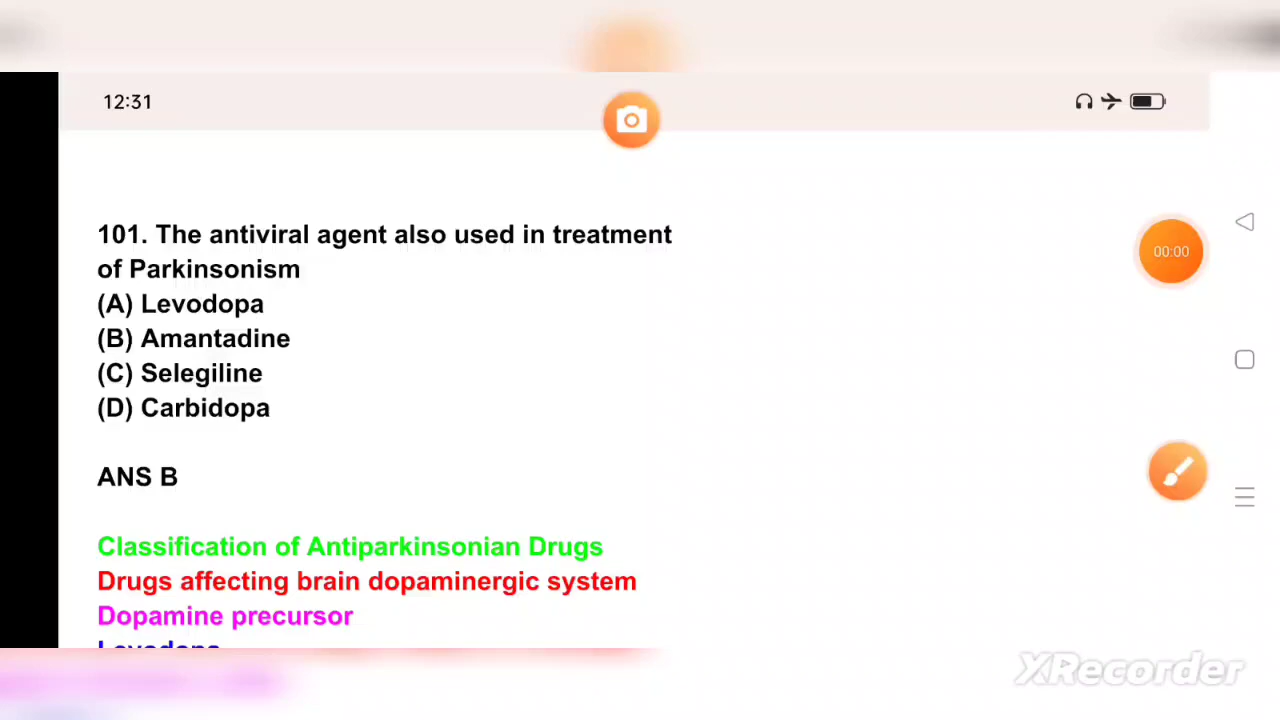 12:31
101. The antiviral agent also used in treatment
of Parkinsonism
(A) Levodopa
(B) Amantadine
(C) Selegiline
(D) Carbidopa
ANS B
Classification of Antiparkinsonian Drugs
Drugs affecting brain dopaminergic system
Dopamine precursor
Levodopa
00:00
XRecorder